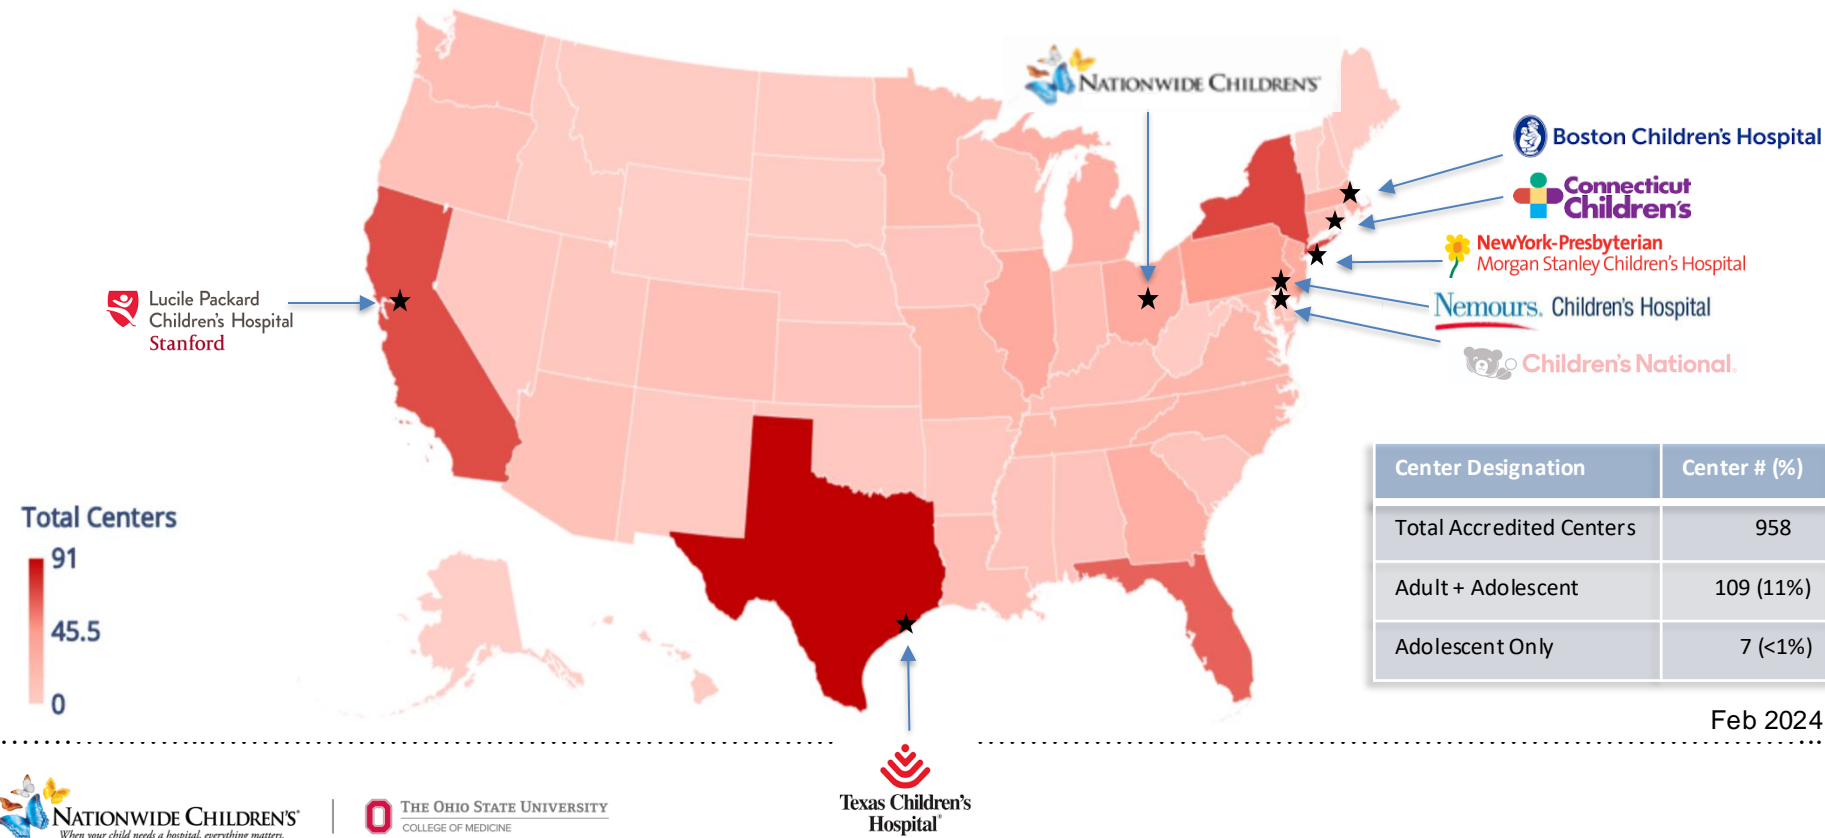 NATIONWIDE CHILDREN'S®
Boston Children's Hospital
Connecticut
Children's
NewYork-Presbyterian
Morgan Stanley Children's Hospital
Nemours. Children's Hospital
Children's National®
Lucile Packard
Children's Hospital
Stanford
Total Centers
91
45.5
0
Center Designation Center # (%)
Total Accredited Centers 958
Adult + Adolescent 109 (11%)
Adolescent Only 7 (<1%)
Feb 2024
Texas Children's
Hospital®
NATIONWIDE CHILDREN'S®
When your child needs a hospital, everything matters.
THE OHIO STATE UNIVERSITY
COLLEGE OF MEDICINE